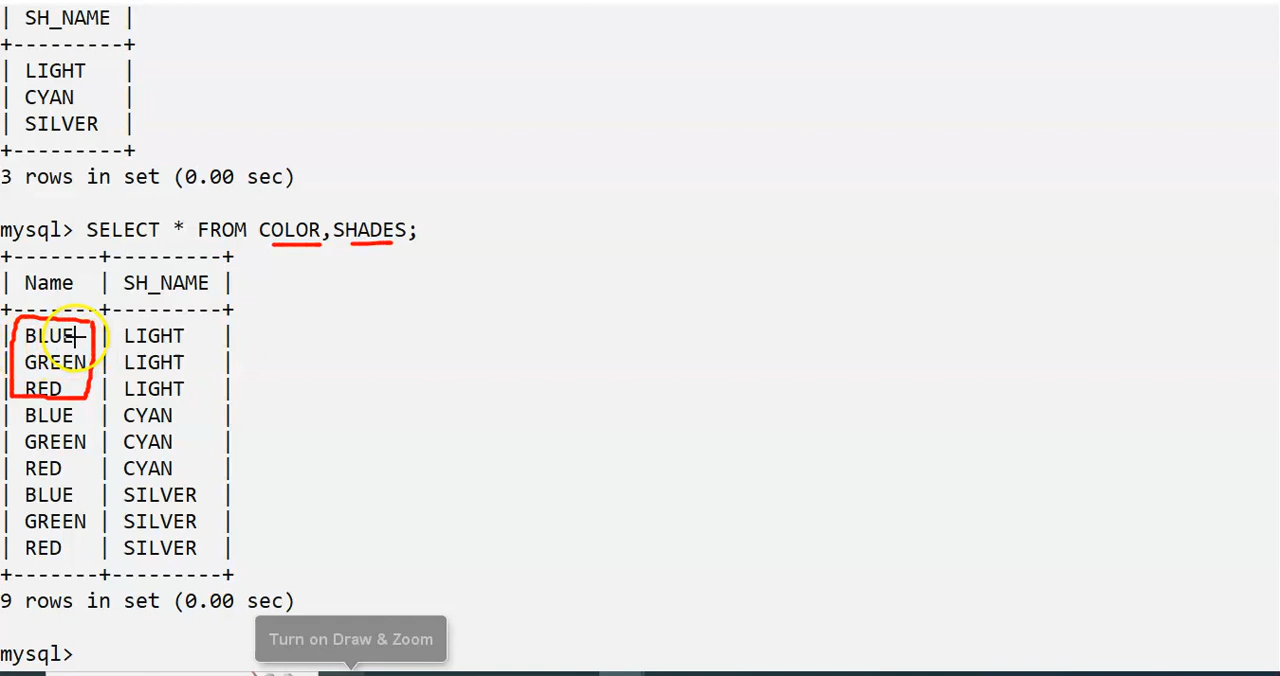 | SH_NAME |
+---------+
| LIGHT   |
| CYAN    |
| SILVER  |
+---------+
3 rows in set (0.00 sec)
mysql> SELECT * FROM COLOR,SHADES;
+-------+---------+
| Name  | SH_NAME |
+-------+---------+
| BLUE  | LIGHT   |
| GREEN | LIGHT   |
| RED   | LIGHT   |
| BLUE  | CYAN    |
| GREEN | CYAN    |
| RED   | CYAN    |
| BLUE  | SILVER  |
| GREEN | SILVER  |
| RED   | SILVER  |
+-------+---------+
9 rows in set (0.00 sec)
Turn on Draw & Zoom
mysql>